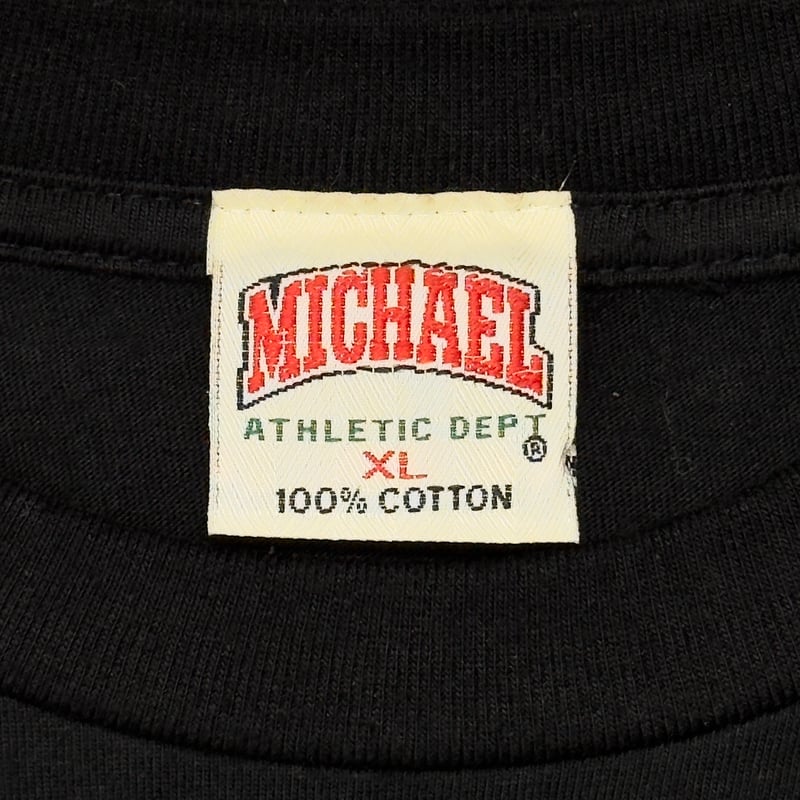 MICHAEL
ATHLETIC DEPT
®
XL
100% COTTON